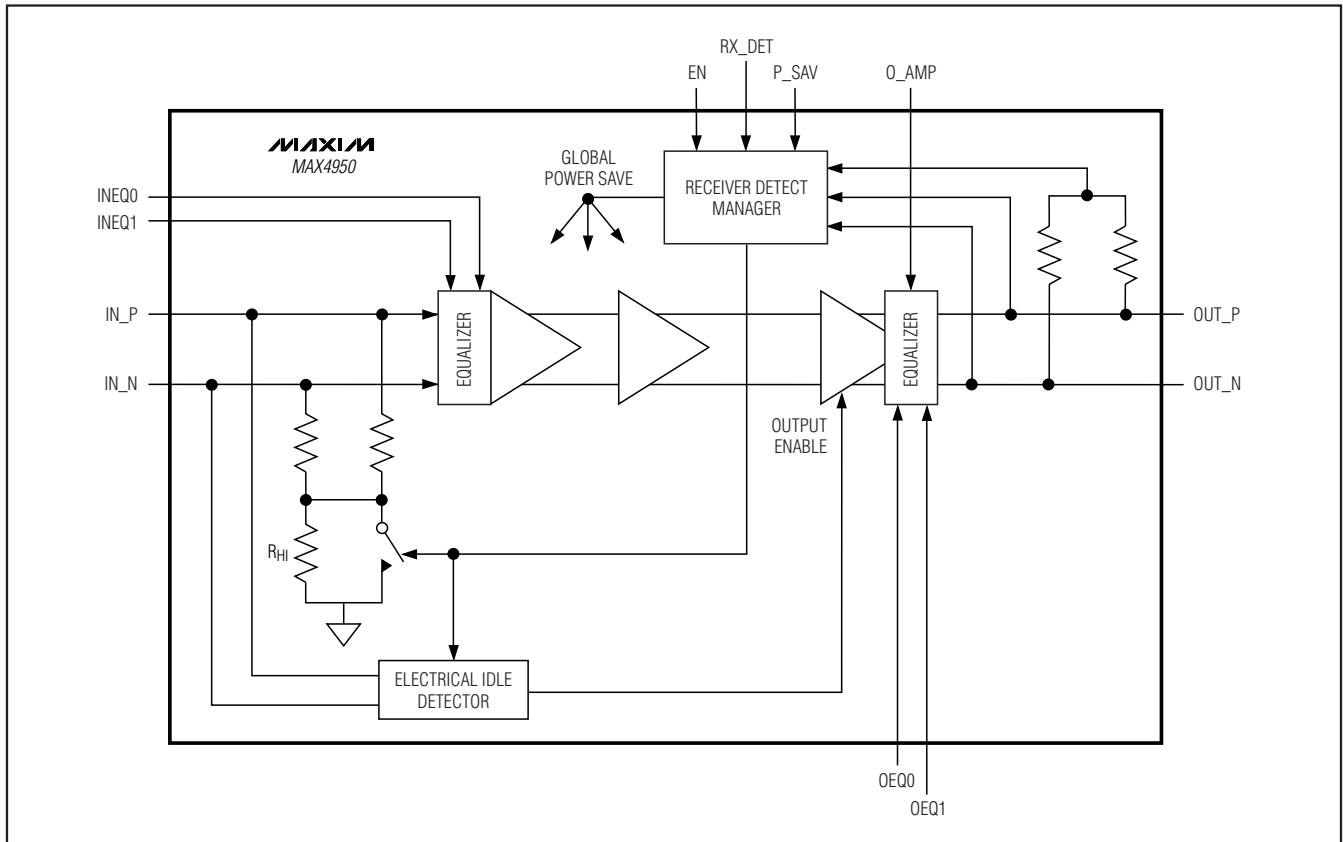 RX_DET
EN
P_SAV
O_AMP
MAXIM
MAX4950
GLOBAL
POWER SAVE
RECEIVER DETECT
MANAGER
INEQ0
INEQ1
IN_P
IN_N
EQUALIZER
EQUALIZER
OUT_P
OUT_N
OUTPUT
ENABLE
RHI
ELECTRICAL IDLE
DETECTOR
OEQ0
OEQ1